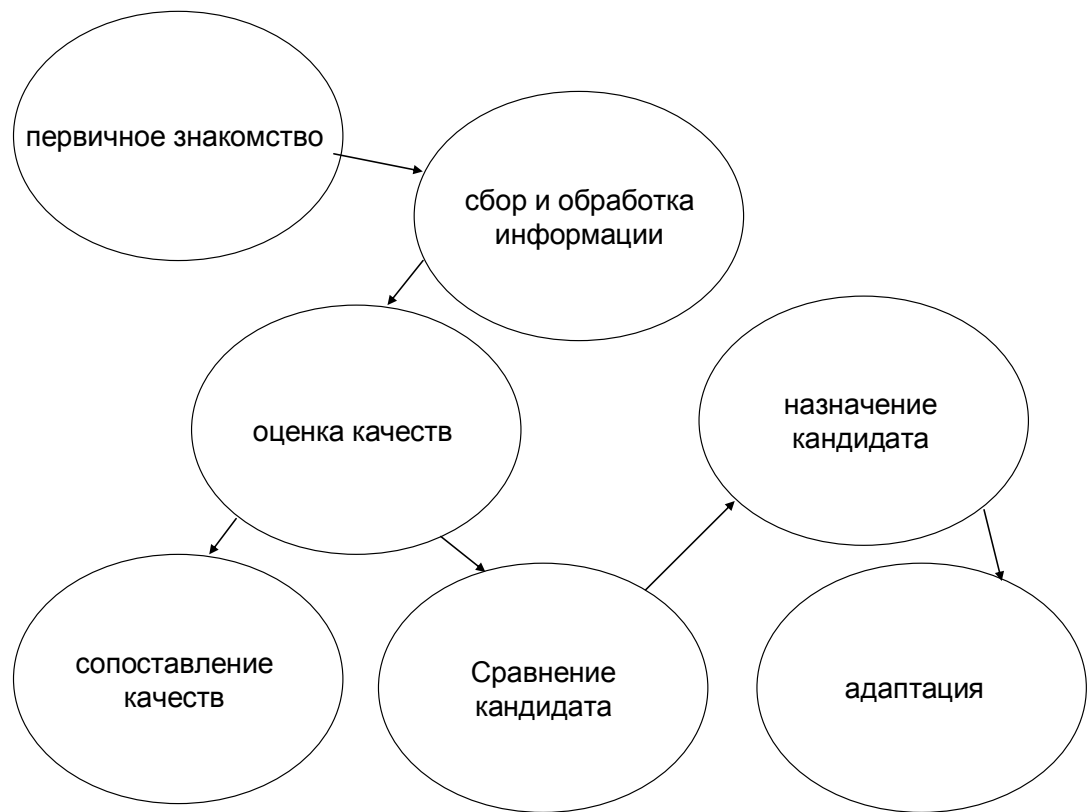 первичное знакомство
сбор и обработка
информации
оценка качеств
назначение
кандидата
сопоставление
качеств
Сравнение
кандидата
адаптация